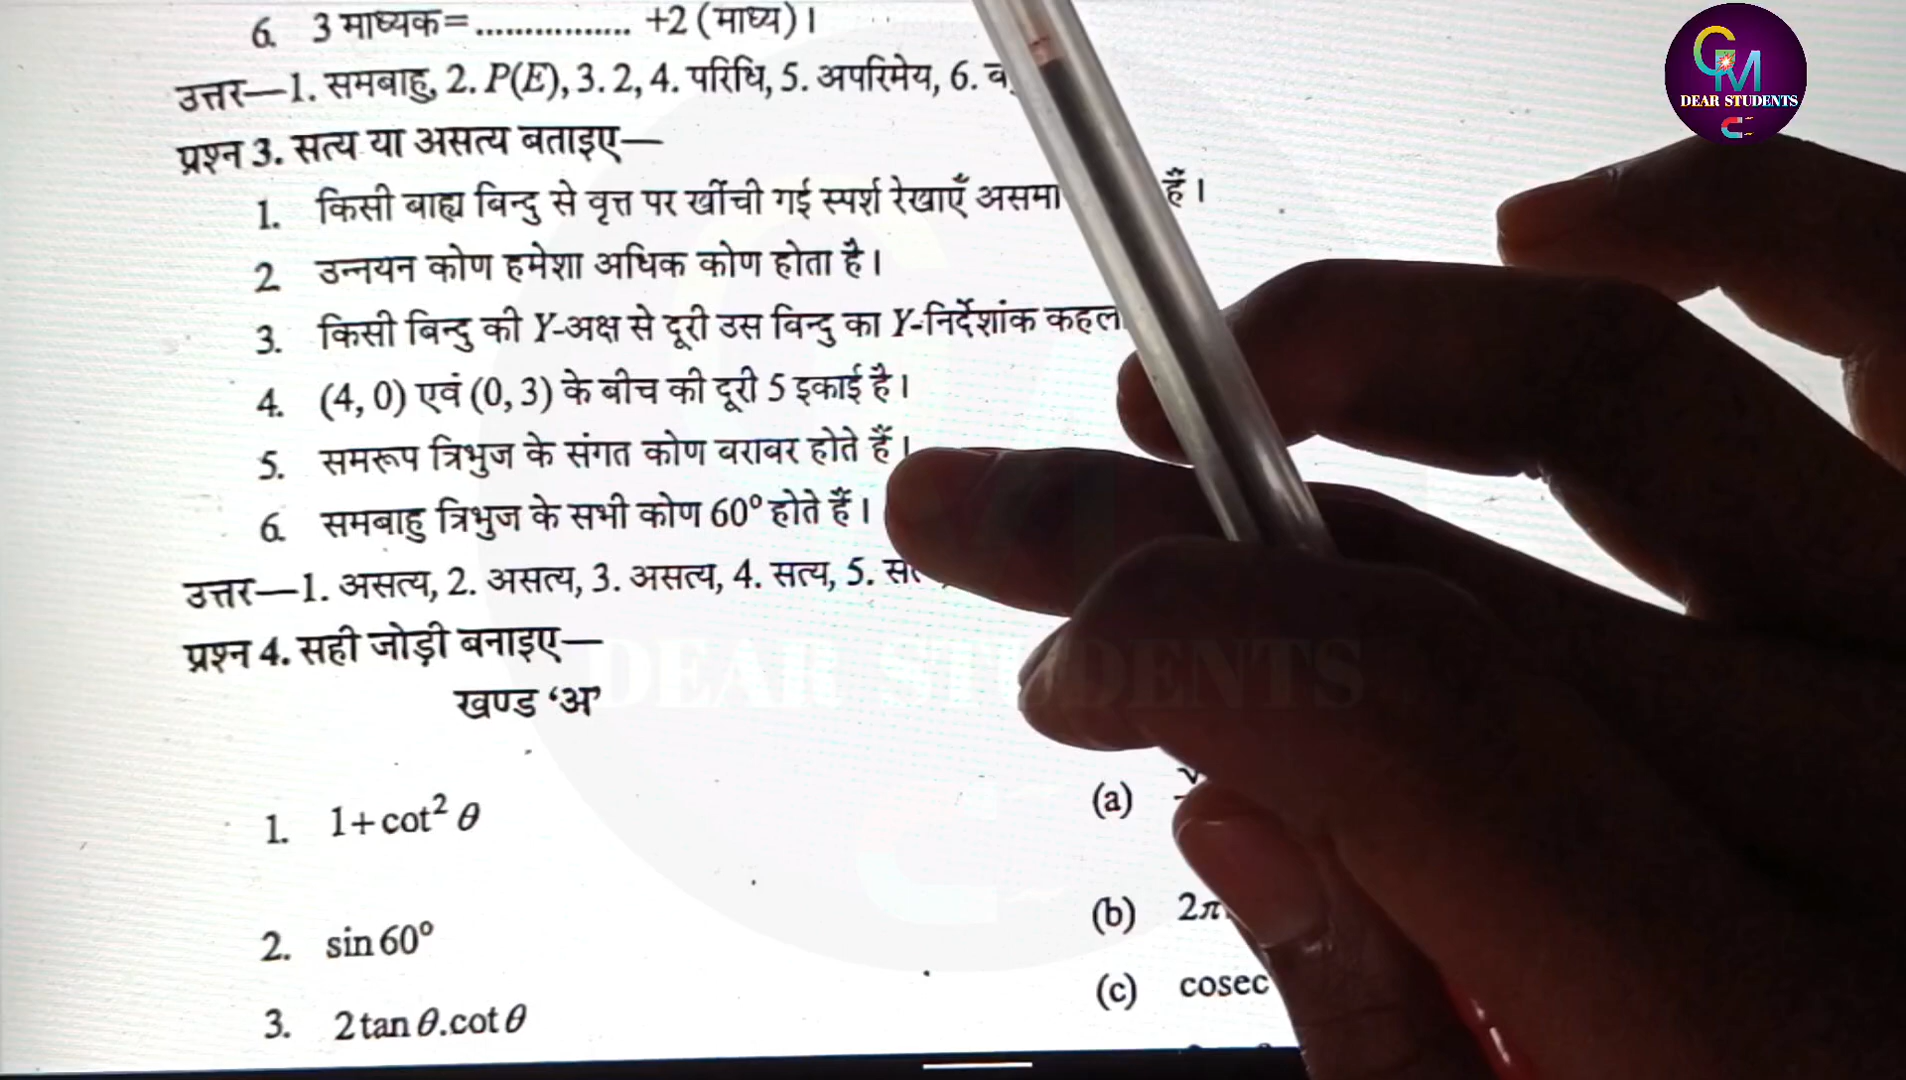 6. 3 माध्यक= ................ +2 (माध्य)।
उत्तर—1. समबाहु, 2. P(E), 3. 2, 4. परिधि, 5. अपरिमेय, 6.
प्रश्न 3. सत्य या असत्य बताइए—
1. किसी बाह्य बिन्दु से वृत्त पर खींची गई स्पर्श रेखाएँ हैं।
2. उन्नयन कोण हमेशा अधिक कोण होता है।
3. किसी बिन्दु की Y-अक्ष से दूरी उस बिन्दु का Y-निर्देशांक
4. (4, 0) एवं (0, 3) के बीच की दूरी 5 इकाई है।
5. समरूप त्रिभुज के संगत कोण बराबर होते हैं।
6. समबाहु त्रिभुज के सभी कोण 60° होते हैं।
उत्तर—1. असत्य, 2. असत्य, 3. असत्य, 4. सत्य, 5.
प्रश्न 4. सही जोड़ी बनाइए—
खण्ड ‘अ’
1. 1+cot² θ
(a)
2. sin 60°
(b) 2π
(c) cosec
3. 2 tan θ.cot θ
DEAR STUDENTS
GM
DEAR STUDENTS